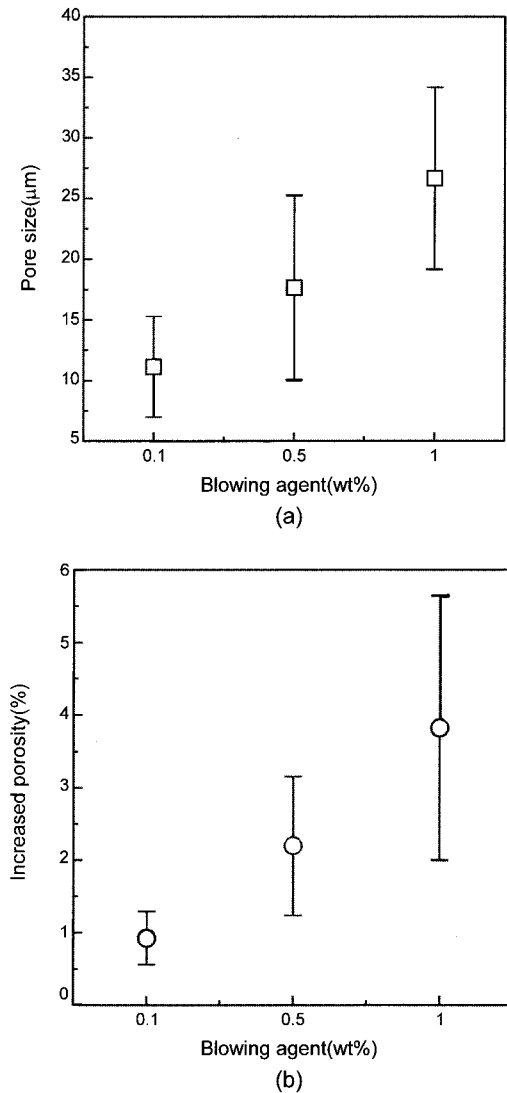 40
35
30
25
20
15
10
5
Pore size(μm)
0.1 0.5 1
Blowing agent(wt%)
(a)
6
5
4
3
2
1
0
Increased porosity(%)
0.1 0.5 1
Blowing agent(wt%)
(b)